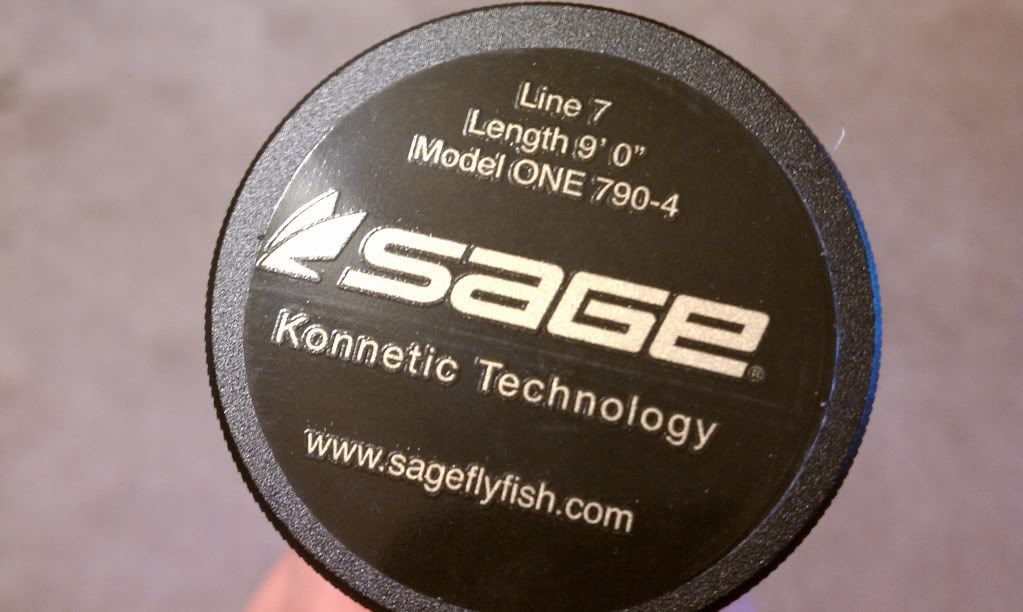 Line 7
Length 9' 0"
Model ONE 790-4
SAGE®
Konnetic Technology
www.sageflyfish.com